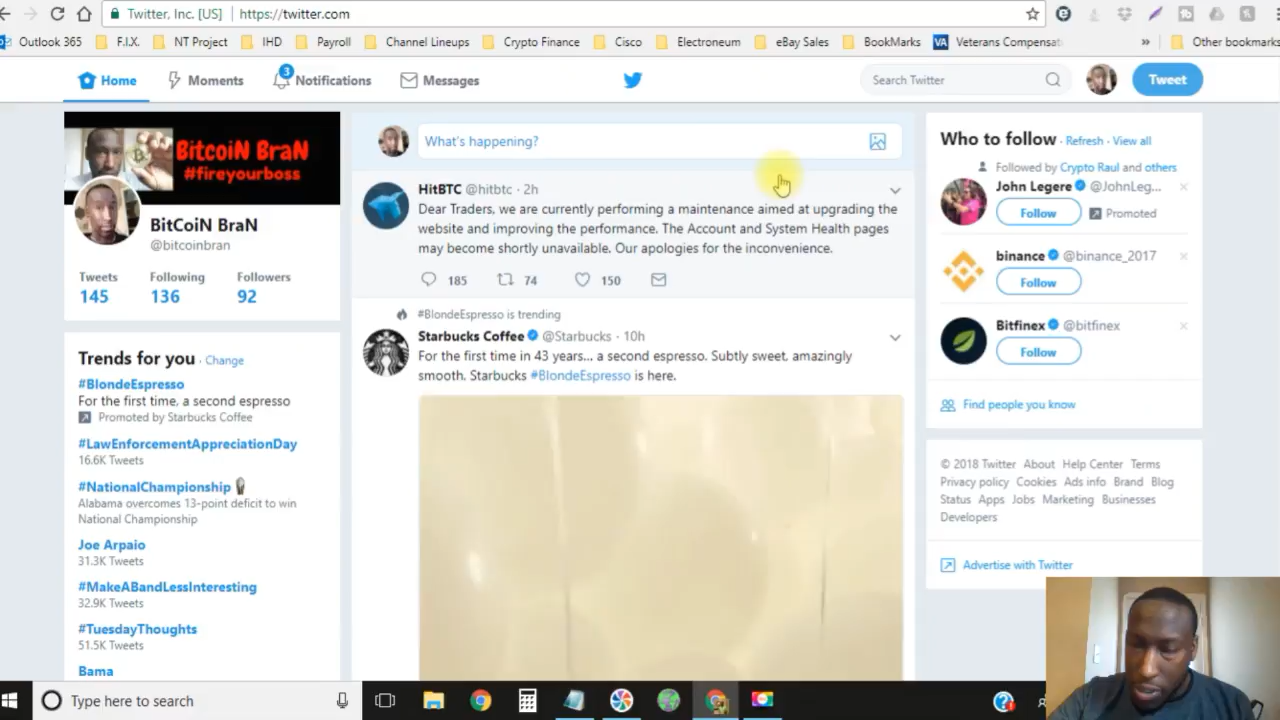 Twitter, Inc. [US]
https://twitter.com
Outlook 365
F.I.X.
NT Project
IHD
Payroll
Channel Lineups
Crypto Finance
Cisco
Electroneum
eBay Sales
BookMarks
VA
Veterans Compensat
»
Other bookmarks
Home
Moments
3
Notifications
Messages
Search Twitter
Tweet
BitcoiN BraN
#fireyourboss
BitCoiN BraN
@bitcoinbran
Tweets Following Followers
145 136 92
Trends for you · Change
#BlondeEspresso
For the first time, a second espresso
Promoted by Starbucks Coffee
#LawEnforcementAppreciationDay
16.6K Tweets
#NationalChampionship
Alabama overcomes 13-point deficit to win
National Championship
Joe Arpaio
31.3K Tweets
#MakeABandLessInteresting
32.9K Tweets
#TuesdayThoughts
51.5K Tweets
Bama
What's happening?
HitBTC @hitbtc · 2h
Dear Traders, we are currently performing a maintenance aimed at upgrading the
website and improving the performance. The Account and System Health pages
may become shortly unavailable. Our apologies for the inconvenience.
185 74 150
#BlondeEspresso is trending
Starbucks Coffee @Starbucks · 10h
For the first time in 43 years... a second espresso. Subtly sweet, amazingly
smooth. Starbucks #BlondeEspresso is here.
Who to follow · Refresh · View all
Followed by Crypto Raul and others
John Legere @JohnLeg...
Follow
Promoted
binance @binance_2017
Follow
Bitfinex @bitfinex
Follow
Find people you know
© 2018 Twitter About Help Center Terms
Privacy policy Cookies Ads info Brand Blog
Status Apps Jobs Marketing Businesses
Developers
Advertise with Twitter
Type here to search